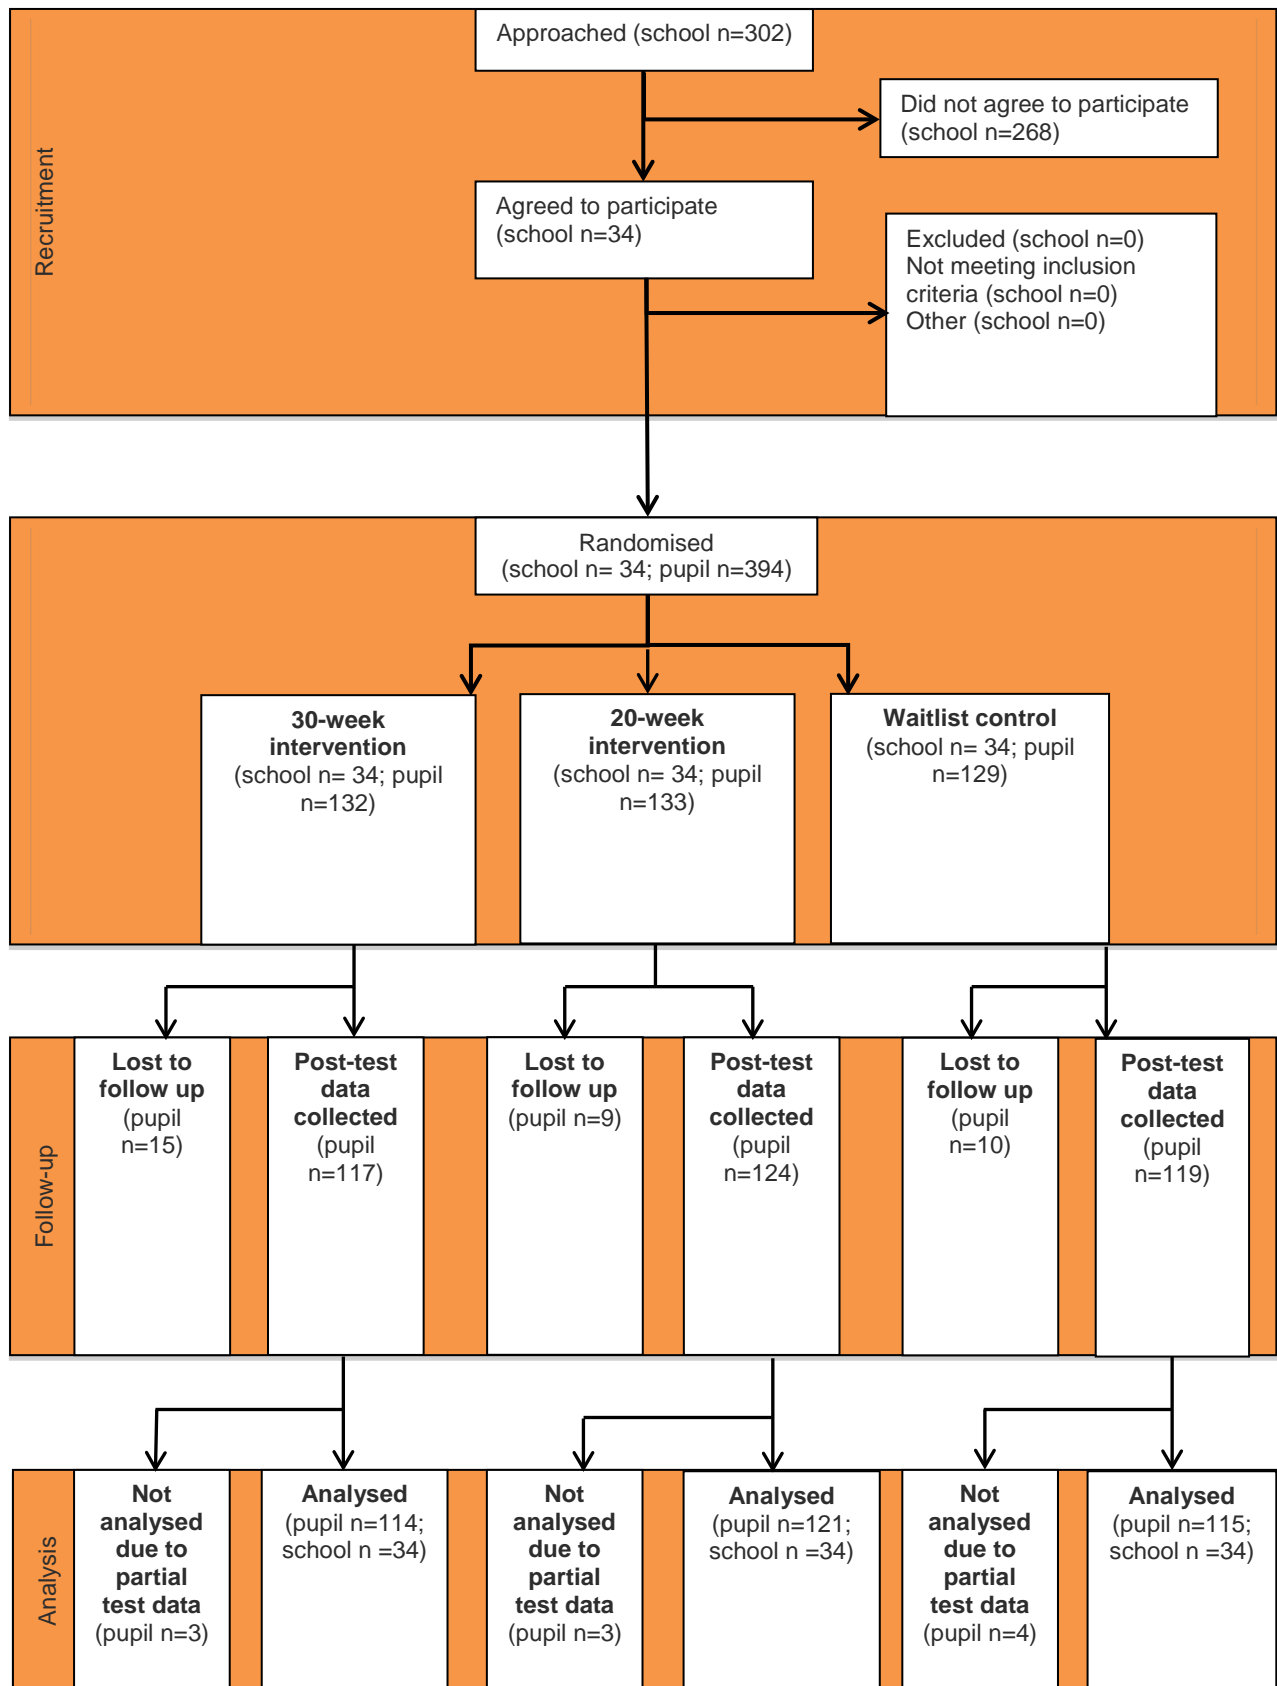 Approached (school n=302)
Did not agree to participate
(school n=268)
Recruitment
Agreed to participate
(school n=34)
Excluded (school n=0)
Not meeting inclusion
criteria (school n=0)
Other (school n=0)
Randomised
(school n= 34; pupil n=394)
30-week
intervention
(school n= 34; pupil
n=132)
20-week
intervention
(school n= 34; pupil
n=133)
Waitlist control
(school n= 34; pupil
n=129)
Follow-up
Lost to
follow up
(pupil
n=15)
Post-test
data
collected
(pupil
n=117)
Lost to
follow up
(pupil n=9)
Post-test
data
collected
(pupil
n=124)
Lost to
follow up
(pupil
n=10)
Post-test
data
collected
(pupil
n=119)
Analysis
Not
analysed
due to
partial
test data
(pupil n=3)
Analysed
(pupil n=114;
school n =34)
Not
analysed
due to
partial
test data
(pupil n=3)
Analysed
(pupil n=121;
school n =34)
Not
analysed
due to
partial
test data
(pupil n=4)
Analysed
(pupil n=115;
school n =34)